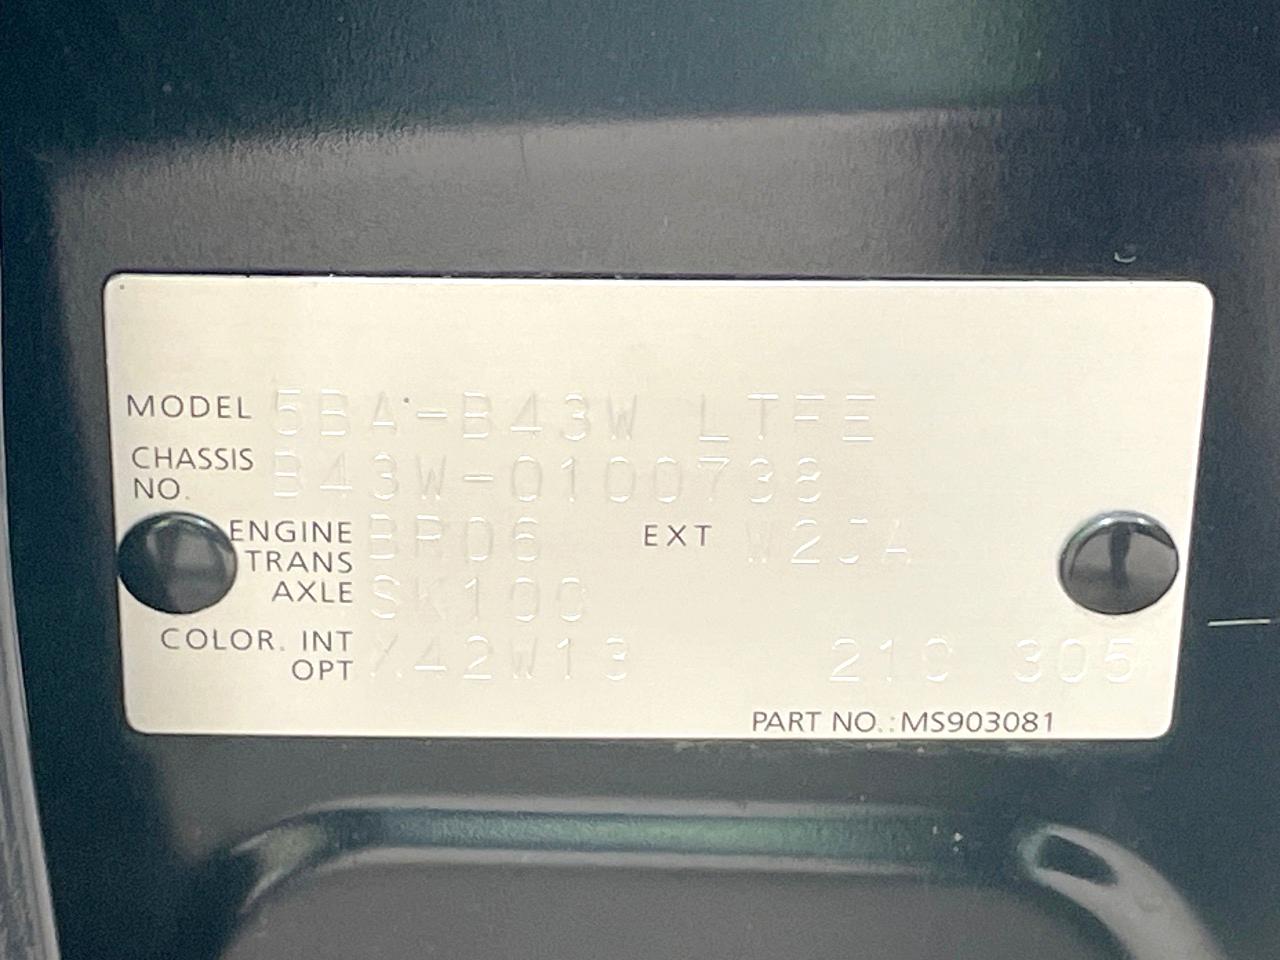 MODEL 5BA-B43W LTFE
CHASSIS NO. B43W-0100738
ENGINE BR06 EXT W2JA
TRANS AXLE SK100
COLOR. INT OPT X42W13 21C 305
PART NO.:MS903081